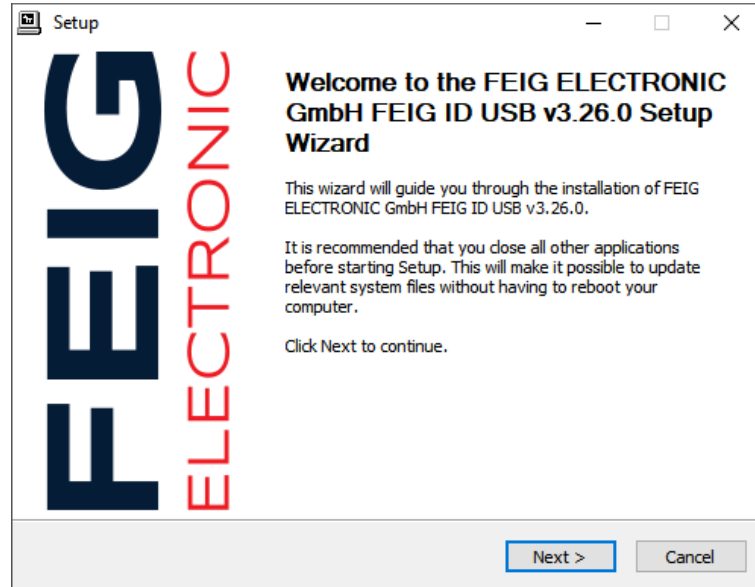 Setup
FEIG
ELECTRONIC
Welcome to the FEIG ELECTRONIC
GmbH FEIG ID USB v3.26.0 Setup
Wizard
This wizard will guide you through the installation of FEIG
ELECTRONIC GmbH FEIG ID USB v3.26.0.
It is recommended that you close all other applications
before starting Setup. This will make it possible to update
relevant system files without having to reboot your
computer.
Click Next to continue.
Next >
Cancel